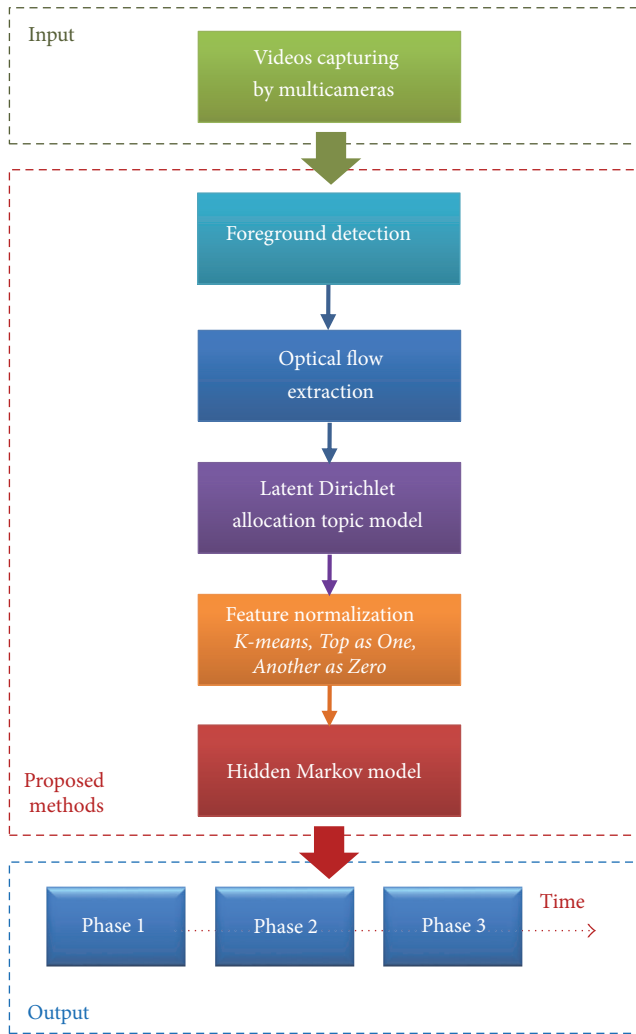 Input
Videos capturing
by multicameras
Foreground detection
Optical flow
extraction
Latent Dirichlet
allocation topic model
Feature normalization
K-means, Top as One,
Another as Zero
Hidden Markov model
Proposed
methods
Phase 1
Phase 2
Phase 3
Time
Output